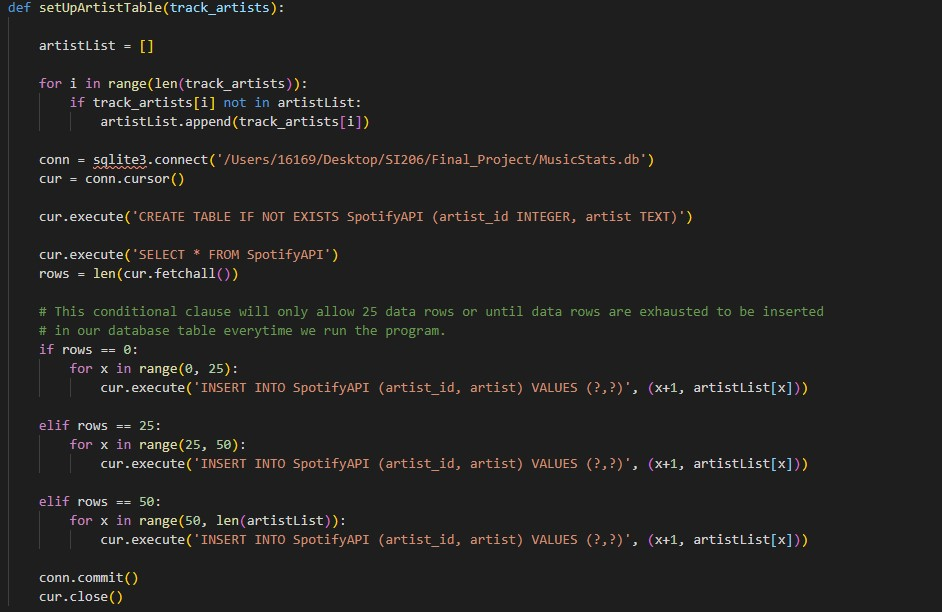 def setUpArtistTable(track_artists):
artistList = []
for i in range(len(track_artists)):
if track_artists[i] not in artistList:
artistList.append(track_artists[i])
conn = sqlite3.connect('/Users/16169/Desktop/SI206/Final_Project/MusicStats.db')
cur = conn.cursor()
cur.execute('CREATE TABLE IF NOT EXISTS SpotifyAPI (artist_id INTEGER, artist TEXT)')
cur.execute('SELECT * FROM SpotifyAPI')
rows = len(cur.fetchall())
# This conditional clause will only allow 25 data rows or until data rows are exhausted to be inserted
# in our database table everytime we run the program.
if rows == 0:
for x in range(0, 25):
cur.execute('INSERT INTO SpotifyAPI (artist_id, artist) VALUES (?,?)', (x+1, artistList[x]))
elif rows == 25:
for x in range(25, 50):
cur.execute('INSERT INTO SpotifyAPI (artist_id, artist) VALUES (?,?)', (x+1, artistList[x]))
elif rows == 50:
for x in range(50, len(artistList)):
cur.execute('INSERT INTO SpotifyAPI (artist_id, artist) VALUES (?,?)', (x+1, artistList[x]))
conn.commit()
cur.close()